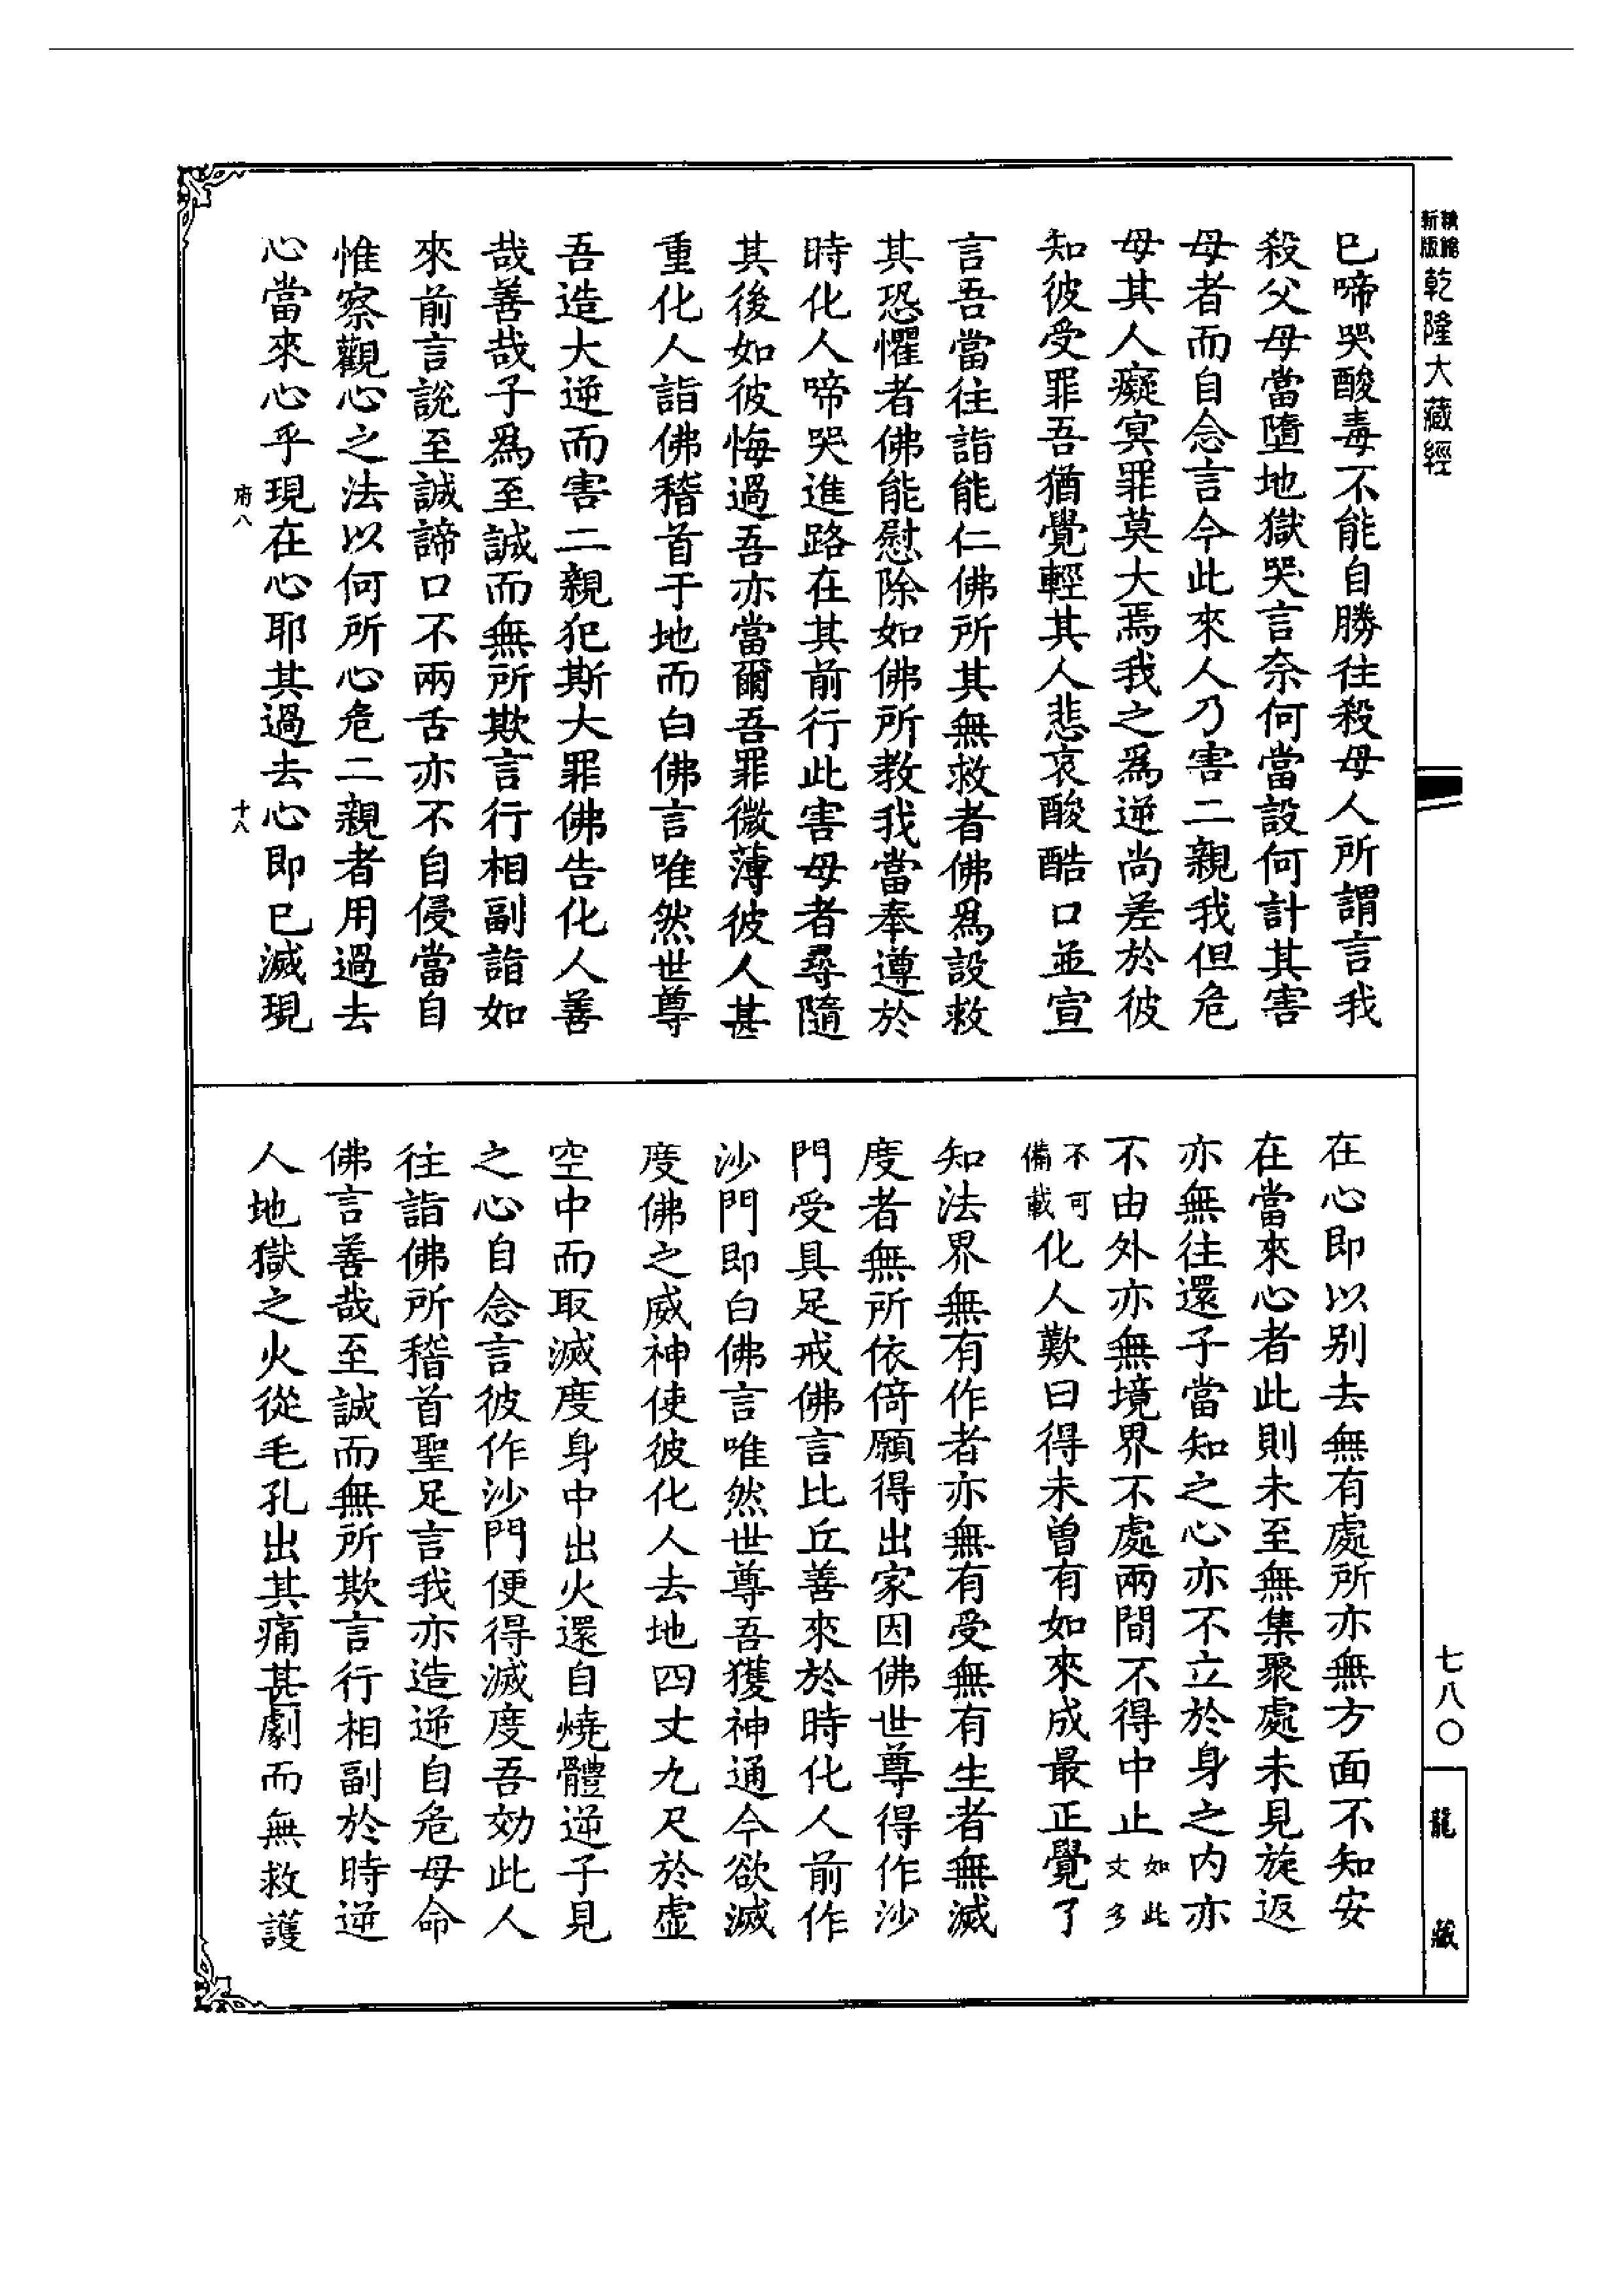 精縮新版乾隆大藏經
已啼哭酸毒不能自勝往殺母人所謂言我
殺父母當墮地獄哭言奈何當設何計其害
母者而自念言今此來人乃害二親我但危
母其人癡冥罪莫大焉我之爲逆尚差於彼
知彼受罪吾猶覺輕其人悲哀酸酷口並宣
言吾當往詣能仁佛所其無救者佛爲設救
其恐懼者佛能慰除如佛所教我當奉遵於
時化人啼哭進路在其前行此害母者尋隨
其後如彼悔過吾亦當爾吾罪微薄彼人甚
重化人詣佛稽首于地而白佛言唯然世尊
吾造大逆而害二親犯斯大罪佛告化人善
哉善哉子爲至誠而無所欺言行相副詣如
來前言說至誠諦口不兩舌亦不自侵當自
惟察觀心之法以何所心危二親者用過去
心當來心乎現在心耶其過去心即已滅現
府八
十八
在心即以別去無有處所亦無方面不知安
在當來心者此則未至無集聚處未見旋返
亦無往還子當知之心亦不立於身之內亦
不由外亦無境界不處兩間不得中止如此文多
不可備載化人歎曰得未曾有如來成最正覺了
知法界無有作者亦無有受無有生者無滅
度者無所依倚願得出家因佛世尊得作沙
門受具足戒佛言比丘善來於時化人前作
沙門即白佛言唯然世尊吾獲神通今欲滅
度佛之威神使彼化人去地四丈九尺於虛
空中而取滅度身中出火還自燒體逆子見
之心自念言彼作沙門便得滅度吾効此人
往詣佛所稽首聖足言我亦造逆自危母命
佛言善哉至誠而無所欺言行相副於時逆
人地獄之火從毛孔出其痛甚劇而無救護
七八〇
龍藏